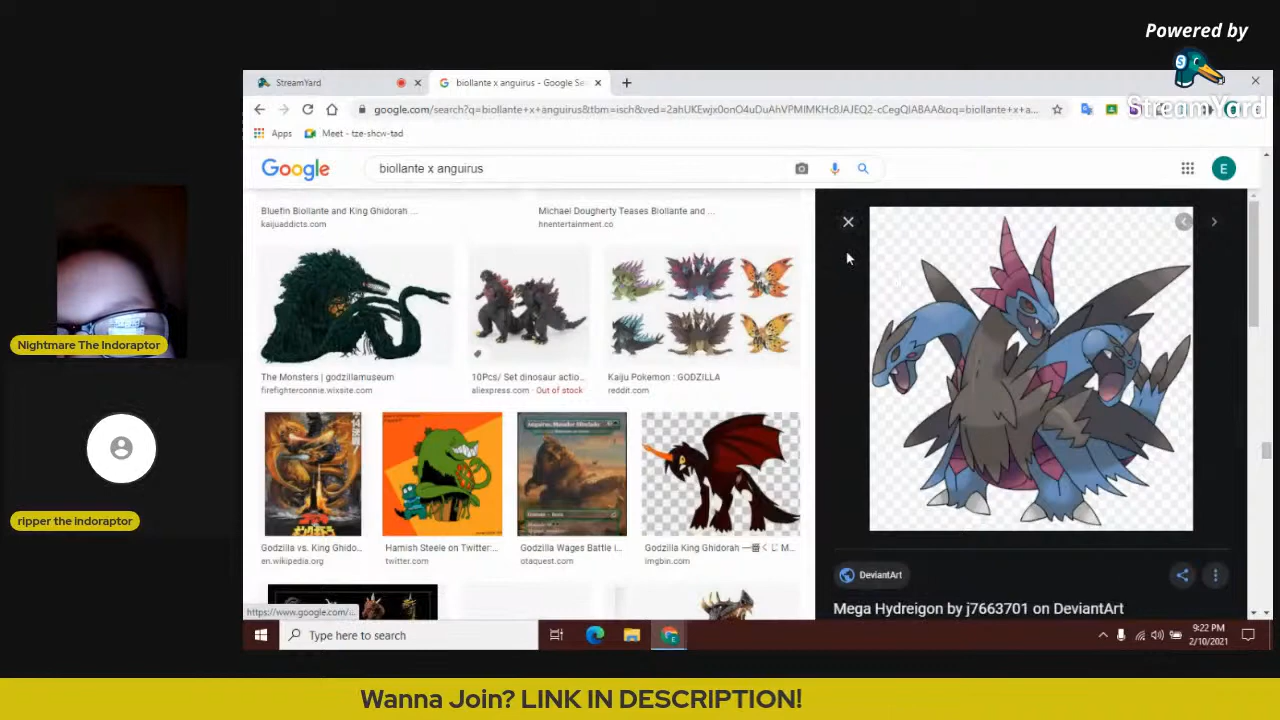 Powered by
StreamYard
StreamYard
biollante x anguirus - Google Se
google.com/search?q=biollante+x+anguirus&tbm=isch&ved=2ahUKEwjx0onO4uDuAhVPMlMKHc8JAJEQ2-cCegQIABAA&oq=biollante+x+a...
Apps
Meet - tze-shcw-tad
Google
biollante x anguirus
E
Bluefin Biollante and King Ghidorah ...
kaijuaddicts.com
Michael Dougherty Teases Biollante and ...
hnentertainment.co
The Monsters | godzillamuseum
firefighterconnie.wixsite.com
10Pcs/ Set dinosaur actio...
aliexpress.com · Out of stock
Kaiju Pokemon : GODZILLA
reddit.com
Godzilla vs. King Ghido...
en.wikipedia.org
Hamish Steele on Twitter:...
twitter.com
Godzilla Wages Battle i...
otaquest.com
Godzilla King Ghidorah
imgbin.com
DeviantArt
Mega Hydreigon by j7663701 on DeviantArt
https://www.google.com/
Type here to search
9:22 PM
2/10/2021
Nightmare The Indoraptor
ripper the indoraptor
Wanna Join? LINK IN DESCRIPTION!